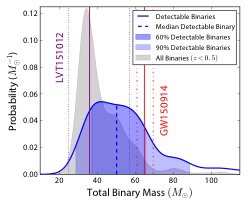 0.12
0.10
0.08
0.06
0.04
0.02
0.00
Probability (M⊙⁻¹)
LVT151012
GW150914
Detectable Binaries
Median Detectable Binary
60% Detectable Binaries
90% Detectable Binaries
All Binaries (z < 0.5)
20 40 60 80 100
Total Binary Mass (M⊙)